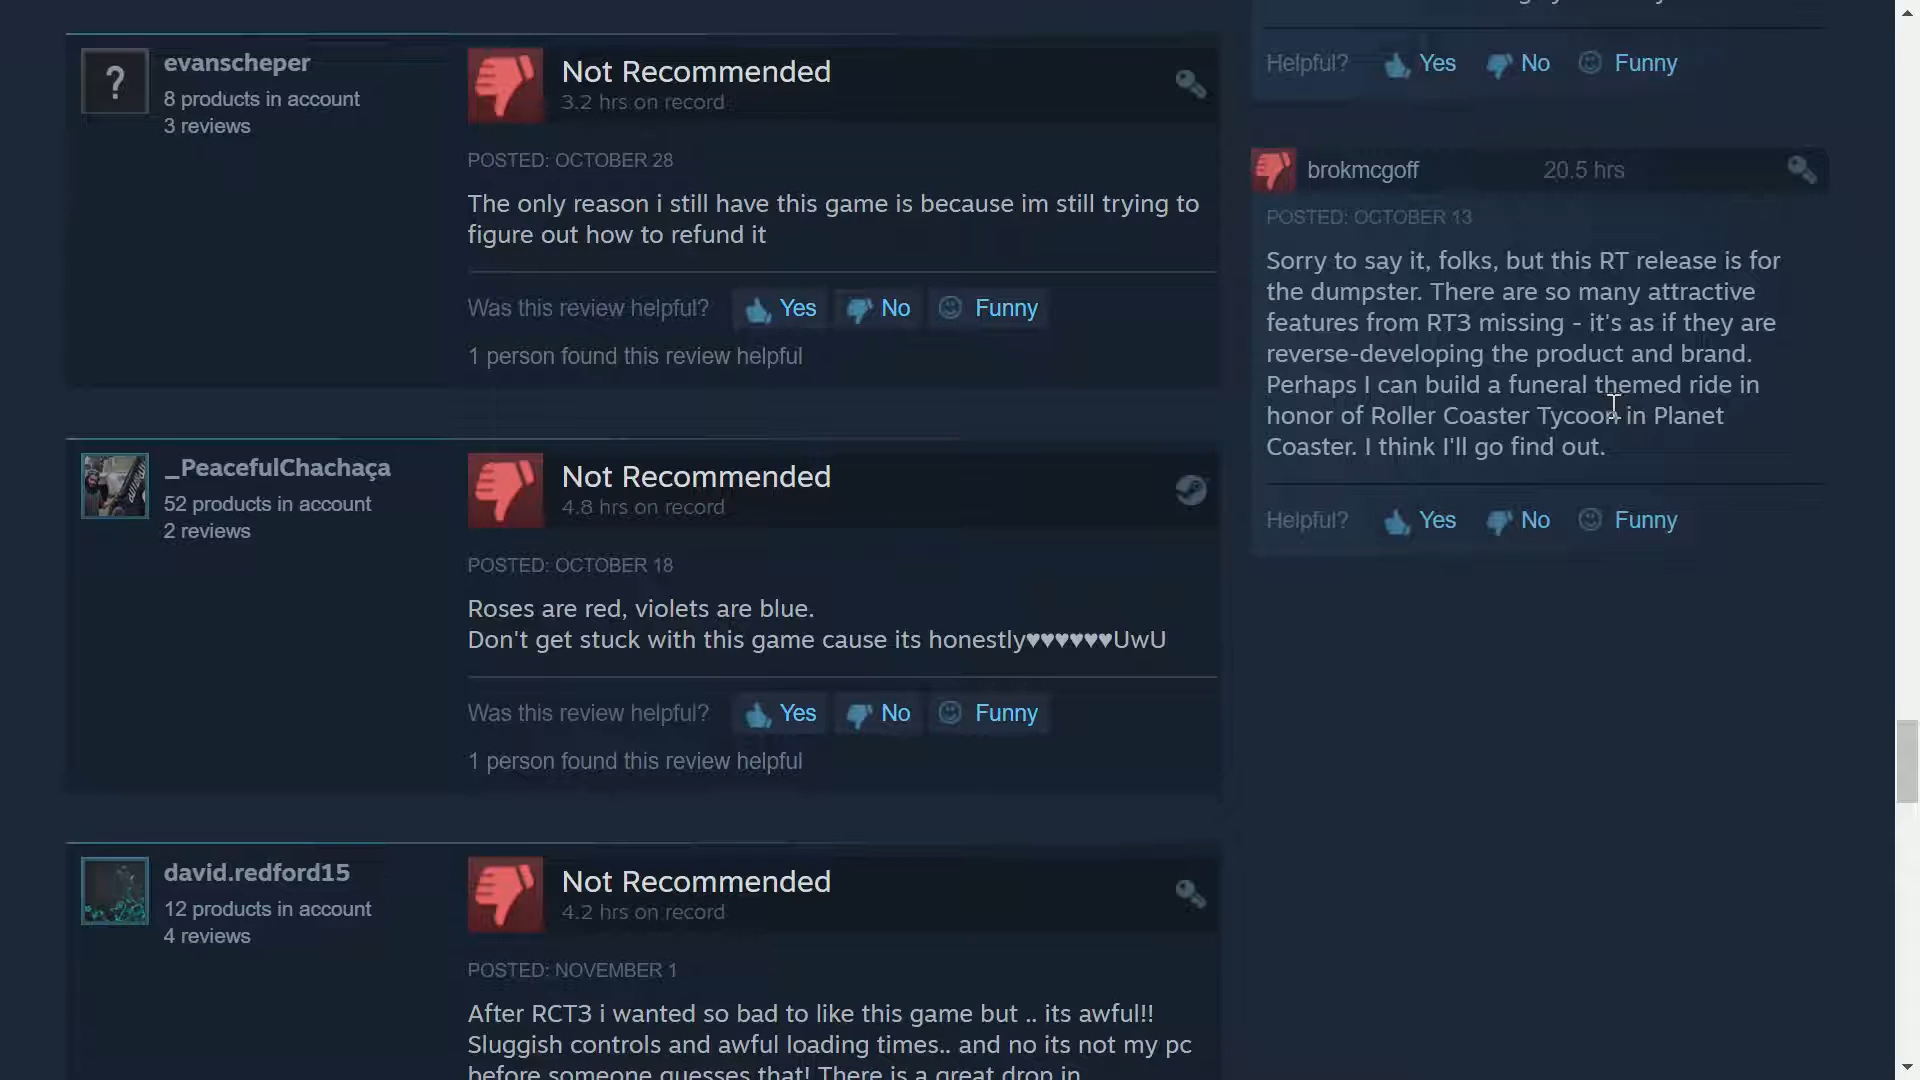 evanscheper
8 products in account
3 reviews
Not Recommended
3.2 hrs on record
POSTED: OCTOBER 28
The only reason i still have this game is because im still trying to
figure out how to refund it
Was this review helpful? Yes No Funny
1 person found this review helpful
_PeacefulChachaça
52 products in account
2 reviews
Not Recommended
4.8 hrs on record
POSTED: OCTOBER 18
Roses are red, violets are blue.
Don't get stuck with this game cause its honestly♥♥♥♥♥♥UwU
Was this review helpful? Yes No Funny
1 person found this review helpful
david.redford15
12 products in account
4 reviews
Not Recommended
4.2 hrs on record
POSTED: NOVEMBER 1
After RCT3 i wanted so bad to like this game but .. its awful!!
Sluggish controls and awful loading times.. and no its not my pc
before someone guesses that! There is a great drop in
Helpful? Yes No Funny
brokmcgoff 20.5 hrs
POSTED: OCTOBER 13
Sorry to say it, folks, but this RT release is for
the dumpster. There are so many attractive
features from RT3 missing - it's as if they are
reverse-developing the product and brand.
Perhaps I can build a funeral themed ride in
honor of Roller Coaster Tycoon in Planet
Coaster. I think I'll go find out.
Helpful? Yes No Funny